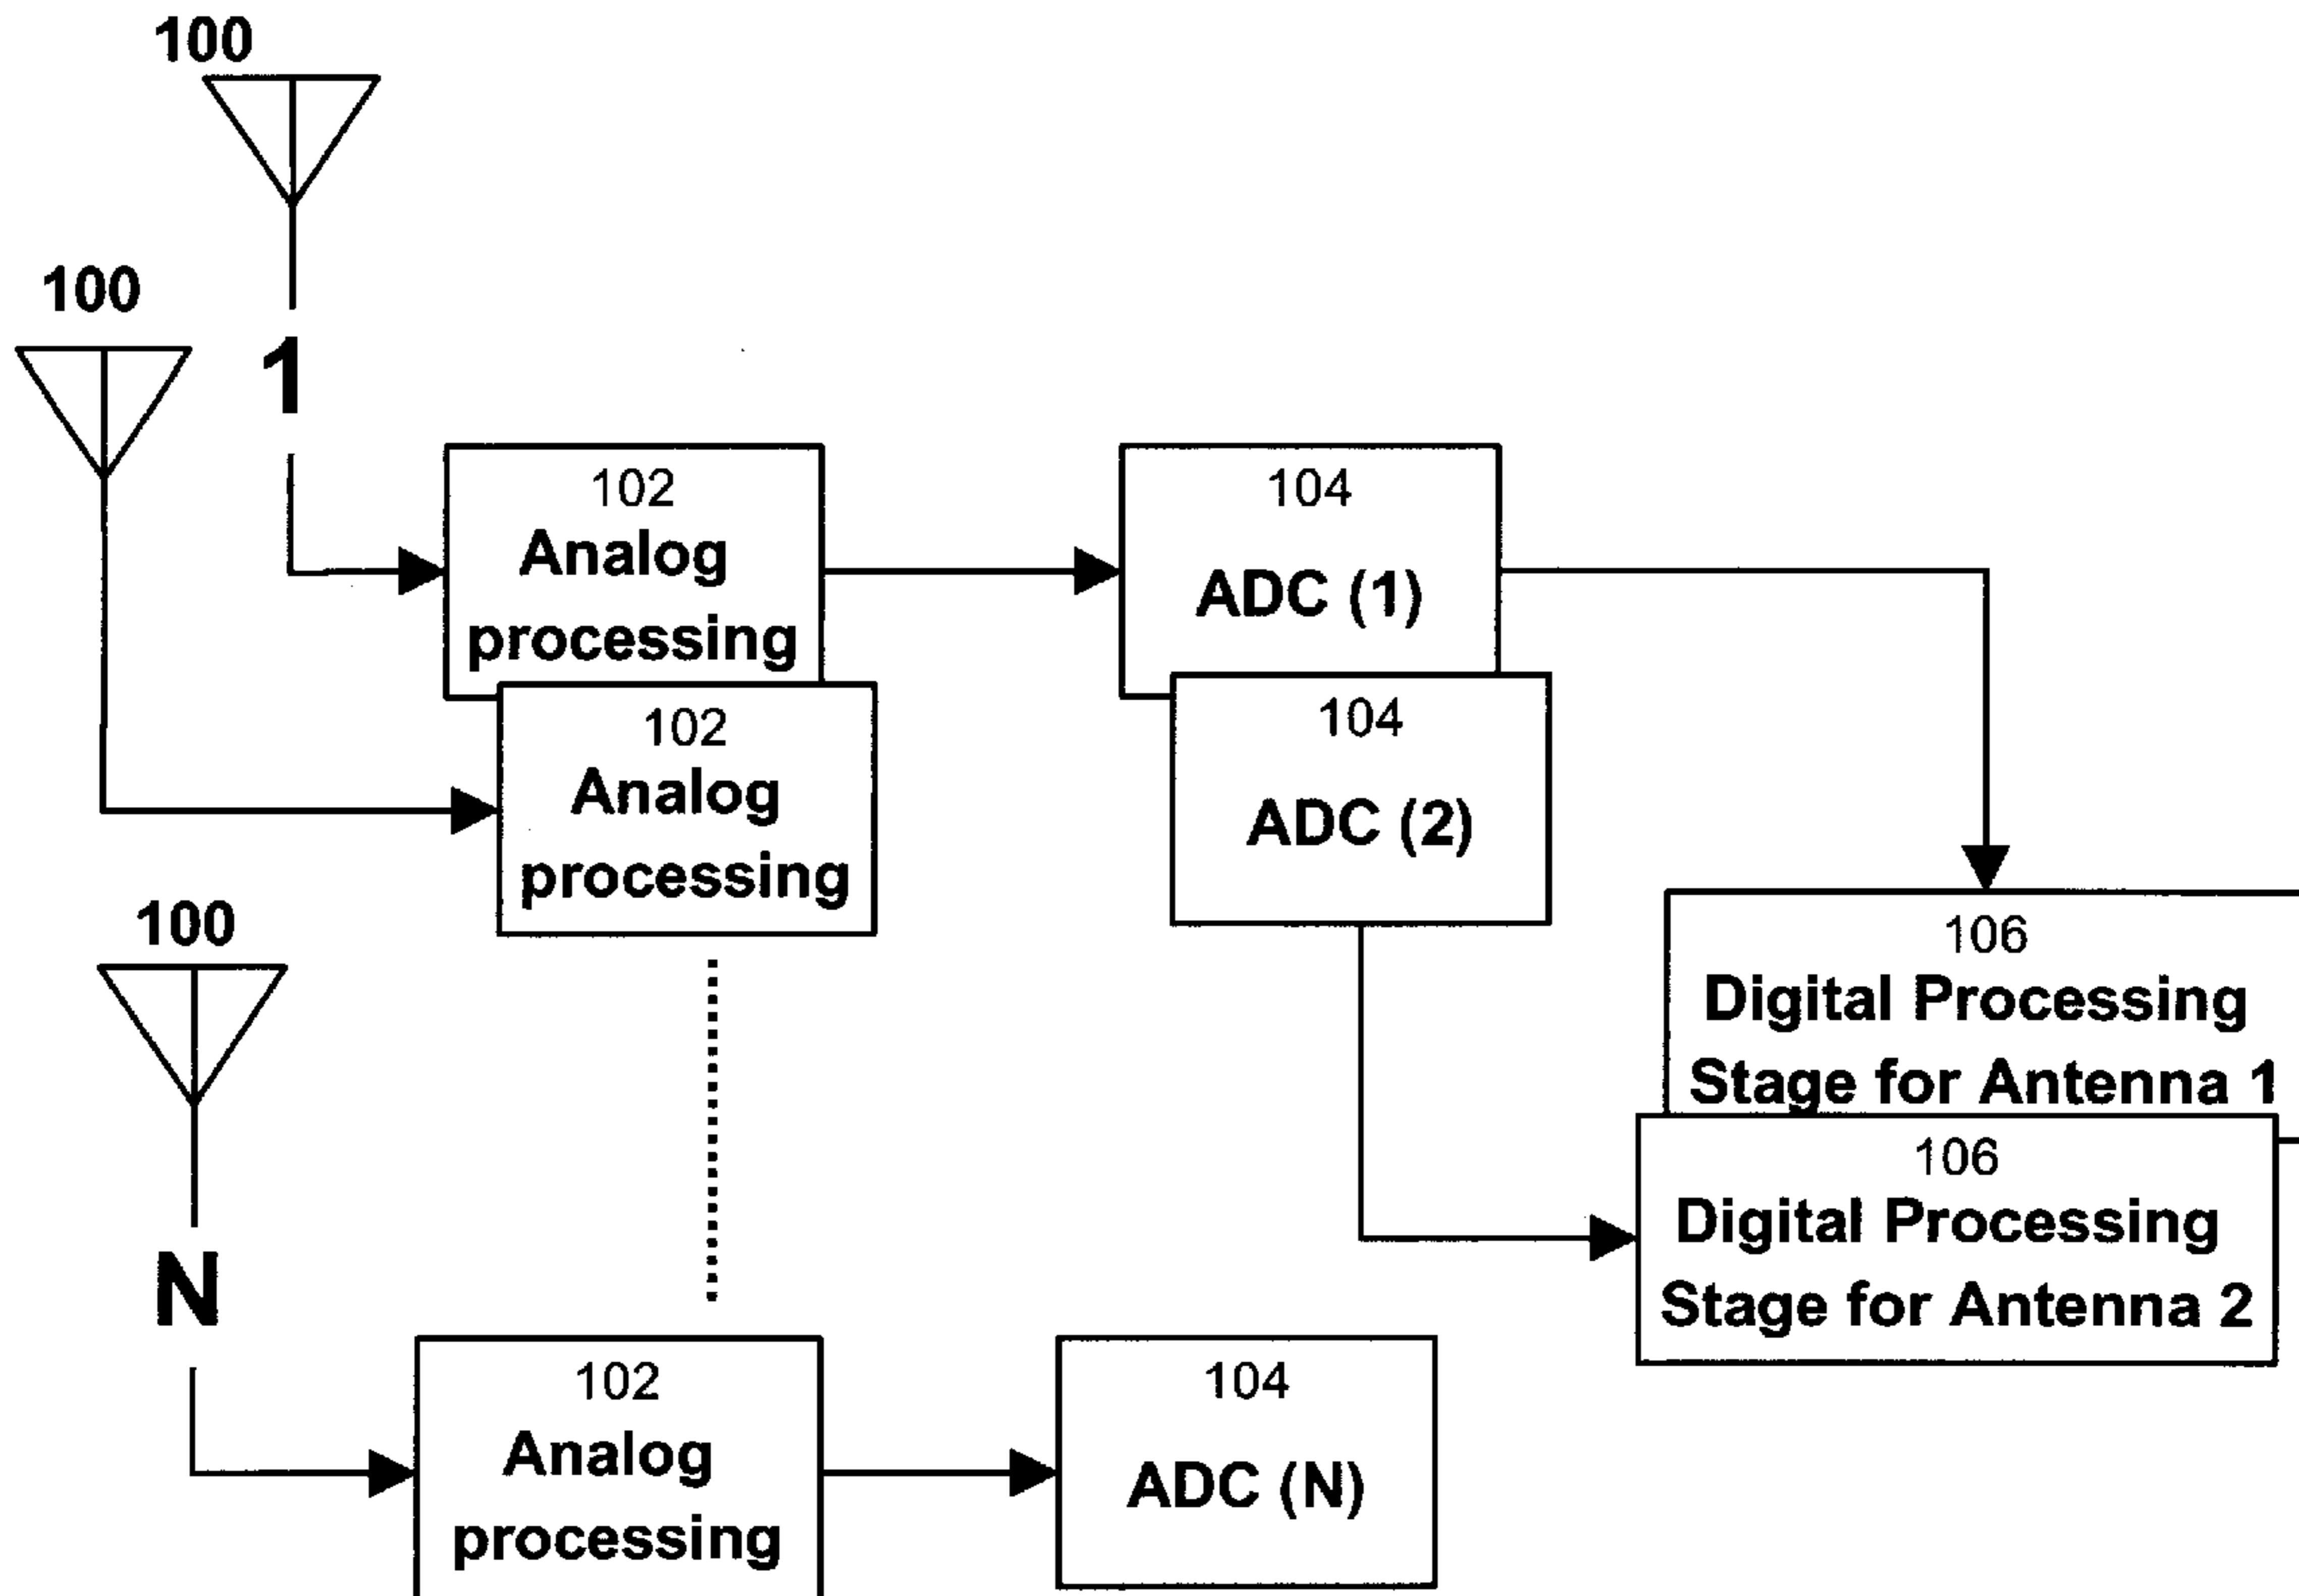 100
100
1
102
Analog
processing
104
ADC (1)
102
Analog
processing
104
ADC (2)
100
N
106
Digital Processing
Stage for Antenna 1
106
Digital Processing
Stage for Antenna 2
102
Analog
processing
104
ADC (N)